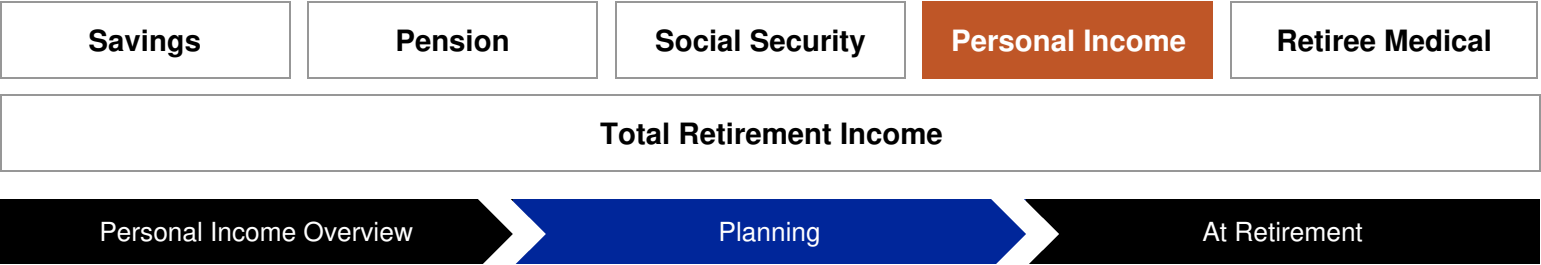 Savings
Pension
Social Security
Personal Income
Retiree Medical
Total Retirement Income
Personal Income Overview
Planning
At Retirement